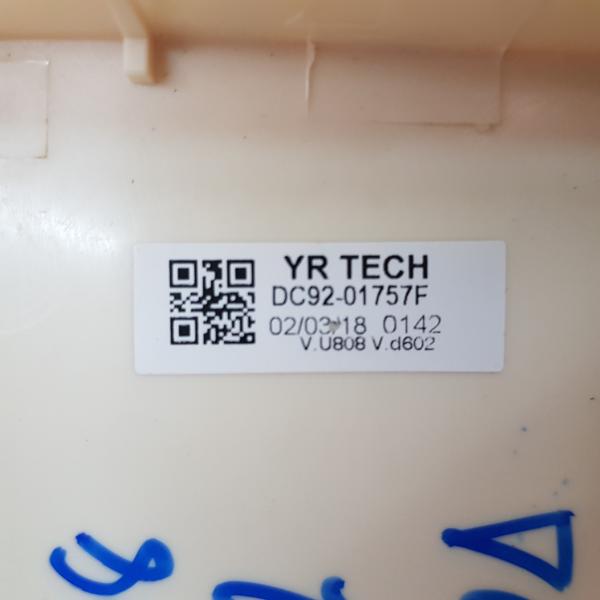 YR TECH
DC92-01757F
02/03/18 0142
V.U808 V.d602